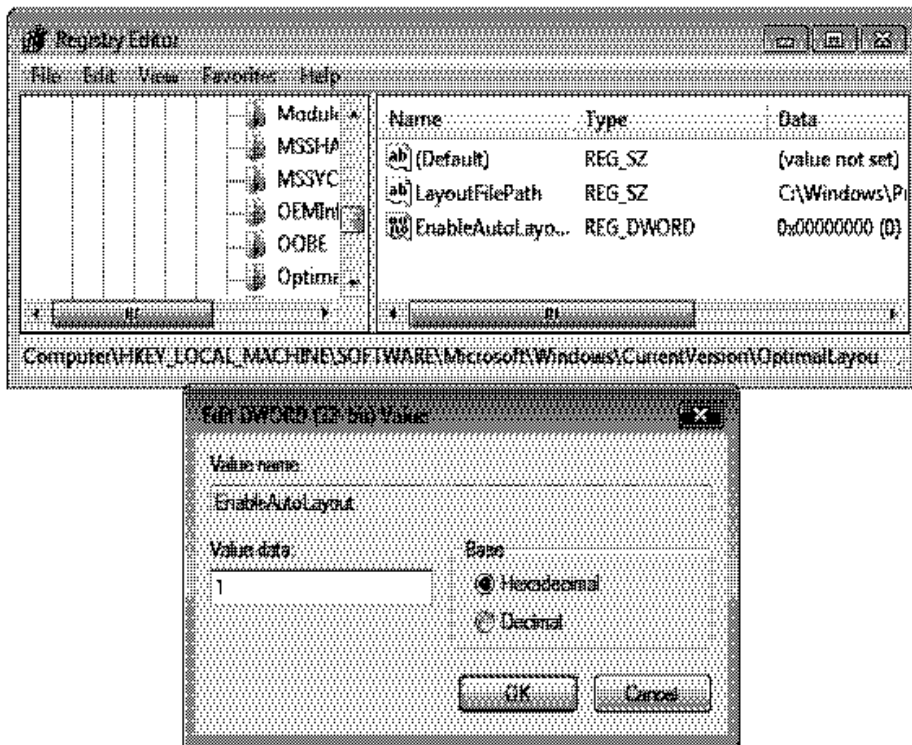 Registry Editor
File Edit View Favorites Help
Modul
MSSHA
MSSYC
OEMInf
OOBE
Optima
Name Type Data
(Default) REG_SZ (value not set)
LayoutFilePath REG_SZ C:\Windows\Pr
EnableAutoLayo... REG_DWORD 0x00000000 (0)
Computer\HKEY_LOCAL_MACHINE\SOFTWARE\Microsoft\Windows\CurrentVersion\OptimalLayou
Edit DWORD (32-bit) Value
Value name:
EnableAutoLayout
Value data:
1
Base
Hexadecimal
Decimal
OK Cancel